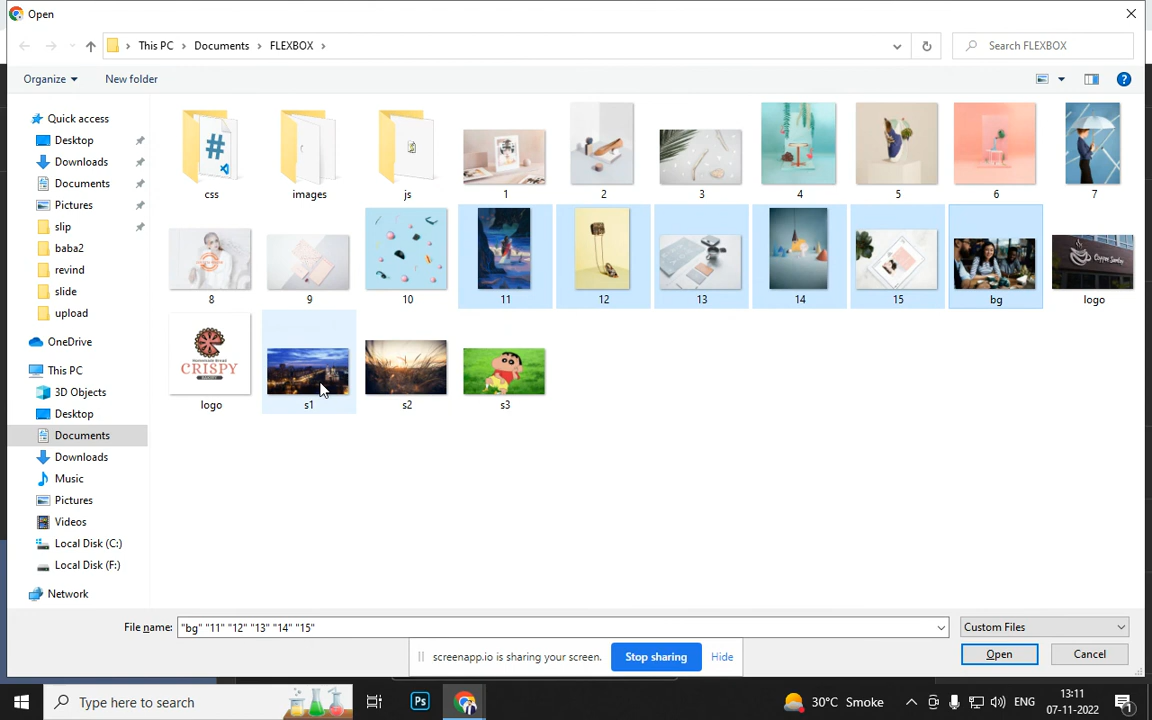 Open
This PC > Documents > FLEXBOX >
Search FLEXBOX
Organize
New folder
Quick access
Desktop
Downloads
Documents
Pictures
slip
baba2
revind
slide
upload
OneDrive
This PC
3D Objects
Desktop
Documents
Downloads
Music
Pictures
Videos
Local Disk (C:)
Local Disk (F:)
Network
css
images
js
1
2
3
4
5
6
7
8
9
10
11
12
13
14
15
bg
logo
CRISPY
logo
s1
s2
s3
File name:
"bg" "11" "12" "13" "14" "15"
Custom Files
Open
Cancel
screenapp.io is sharing your screen.
Stop sharing
Hide
Type here to search
Ps
30°C Smoke
ENG
13:11
07-11-2022
1